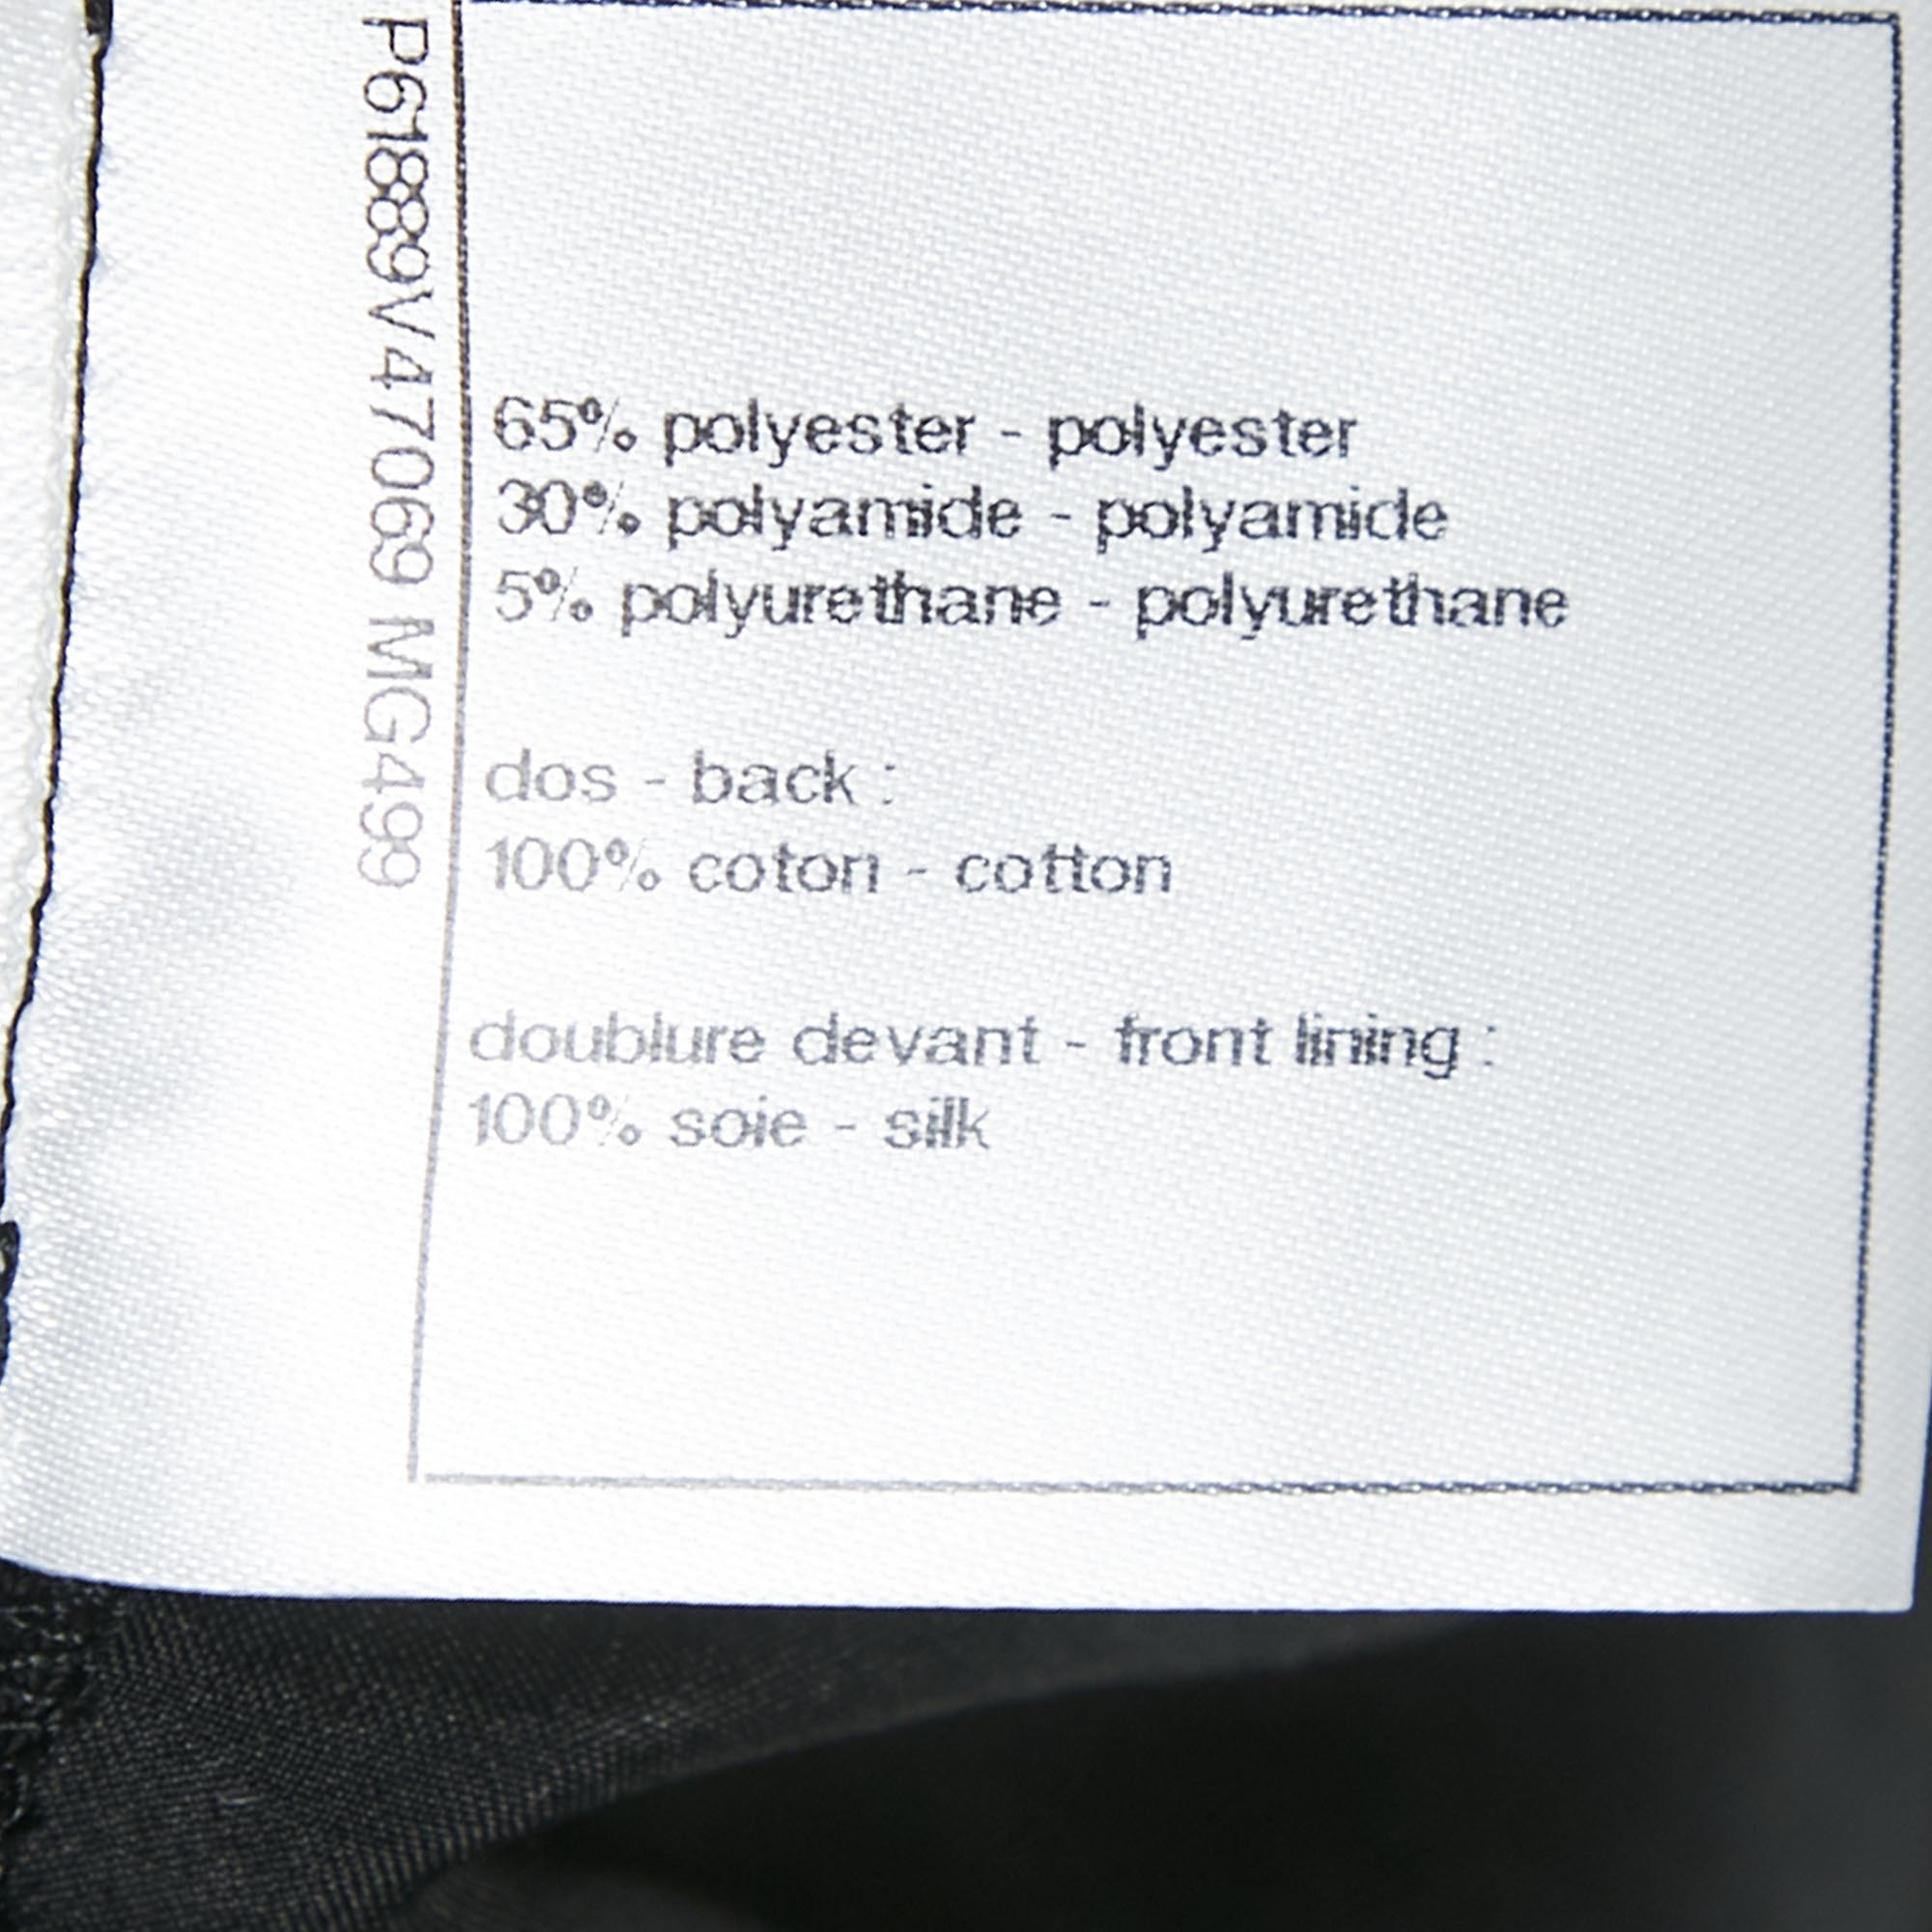 P61889V47069 MG499
65% polyester - polyester
30% polyamide - polyamide
5% polyurethane - polyurethane
dos - back :
100% coton - cotton
doublure devant - front lining :
100% soie - silk